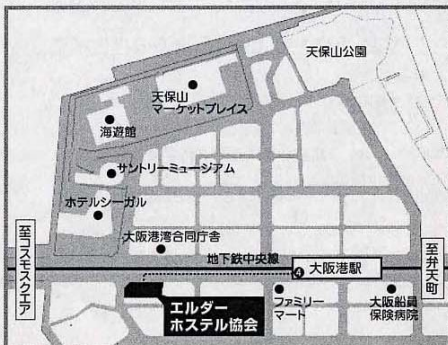 天保山公園
天保山
マーケットプレイス
海遊館
サントリーミュージアム
ホテルシーガル
大阪港湾合同庁舎
地下鉄中央線
至コスモスクエア
④
大阪港駅
至弁天町
エルダー
ホステル協会
ファミリー
マート
大阪船員
保険病院